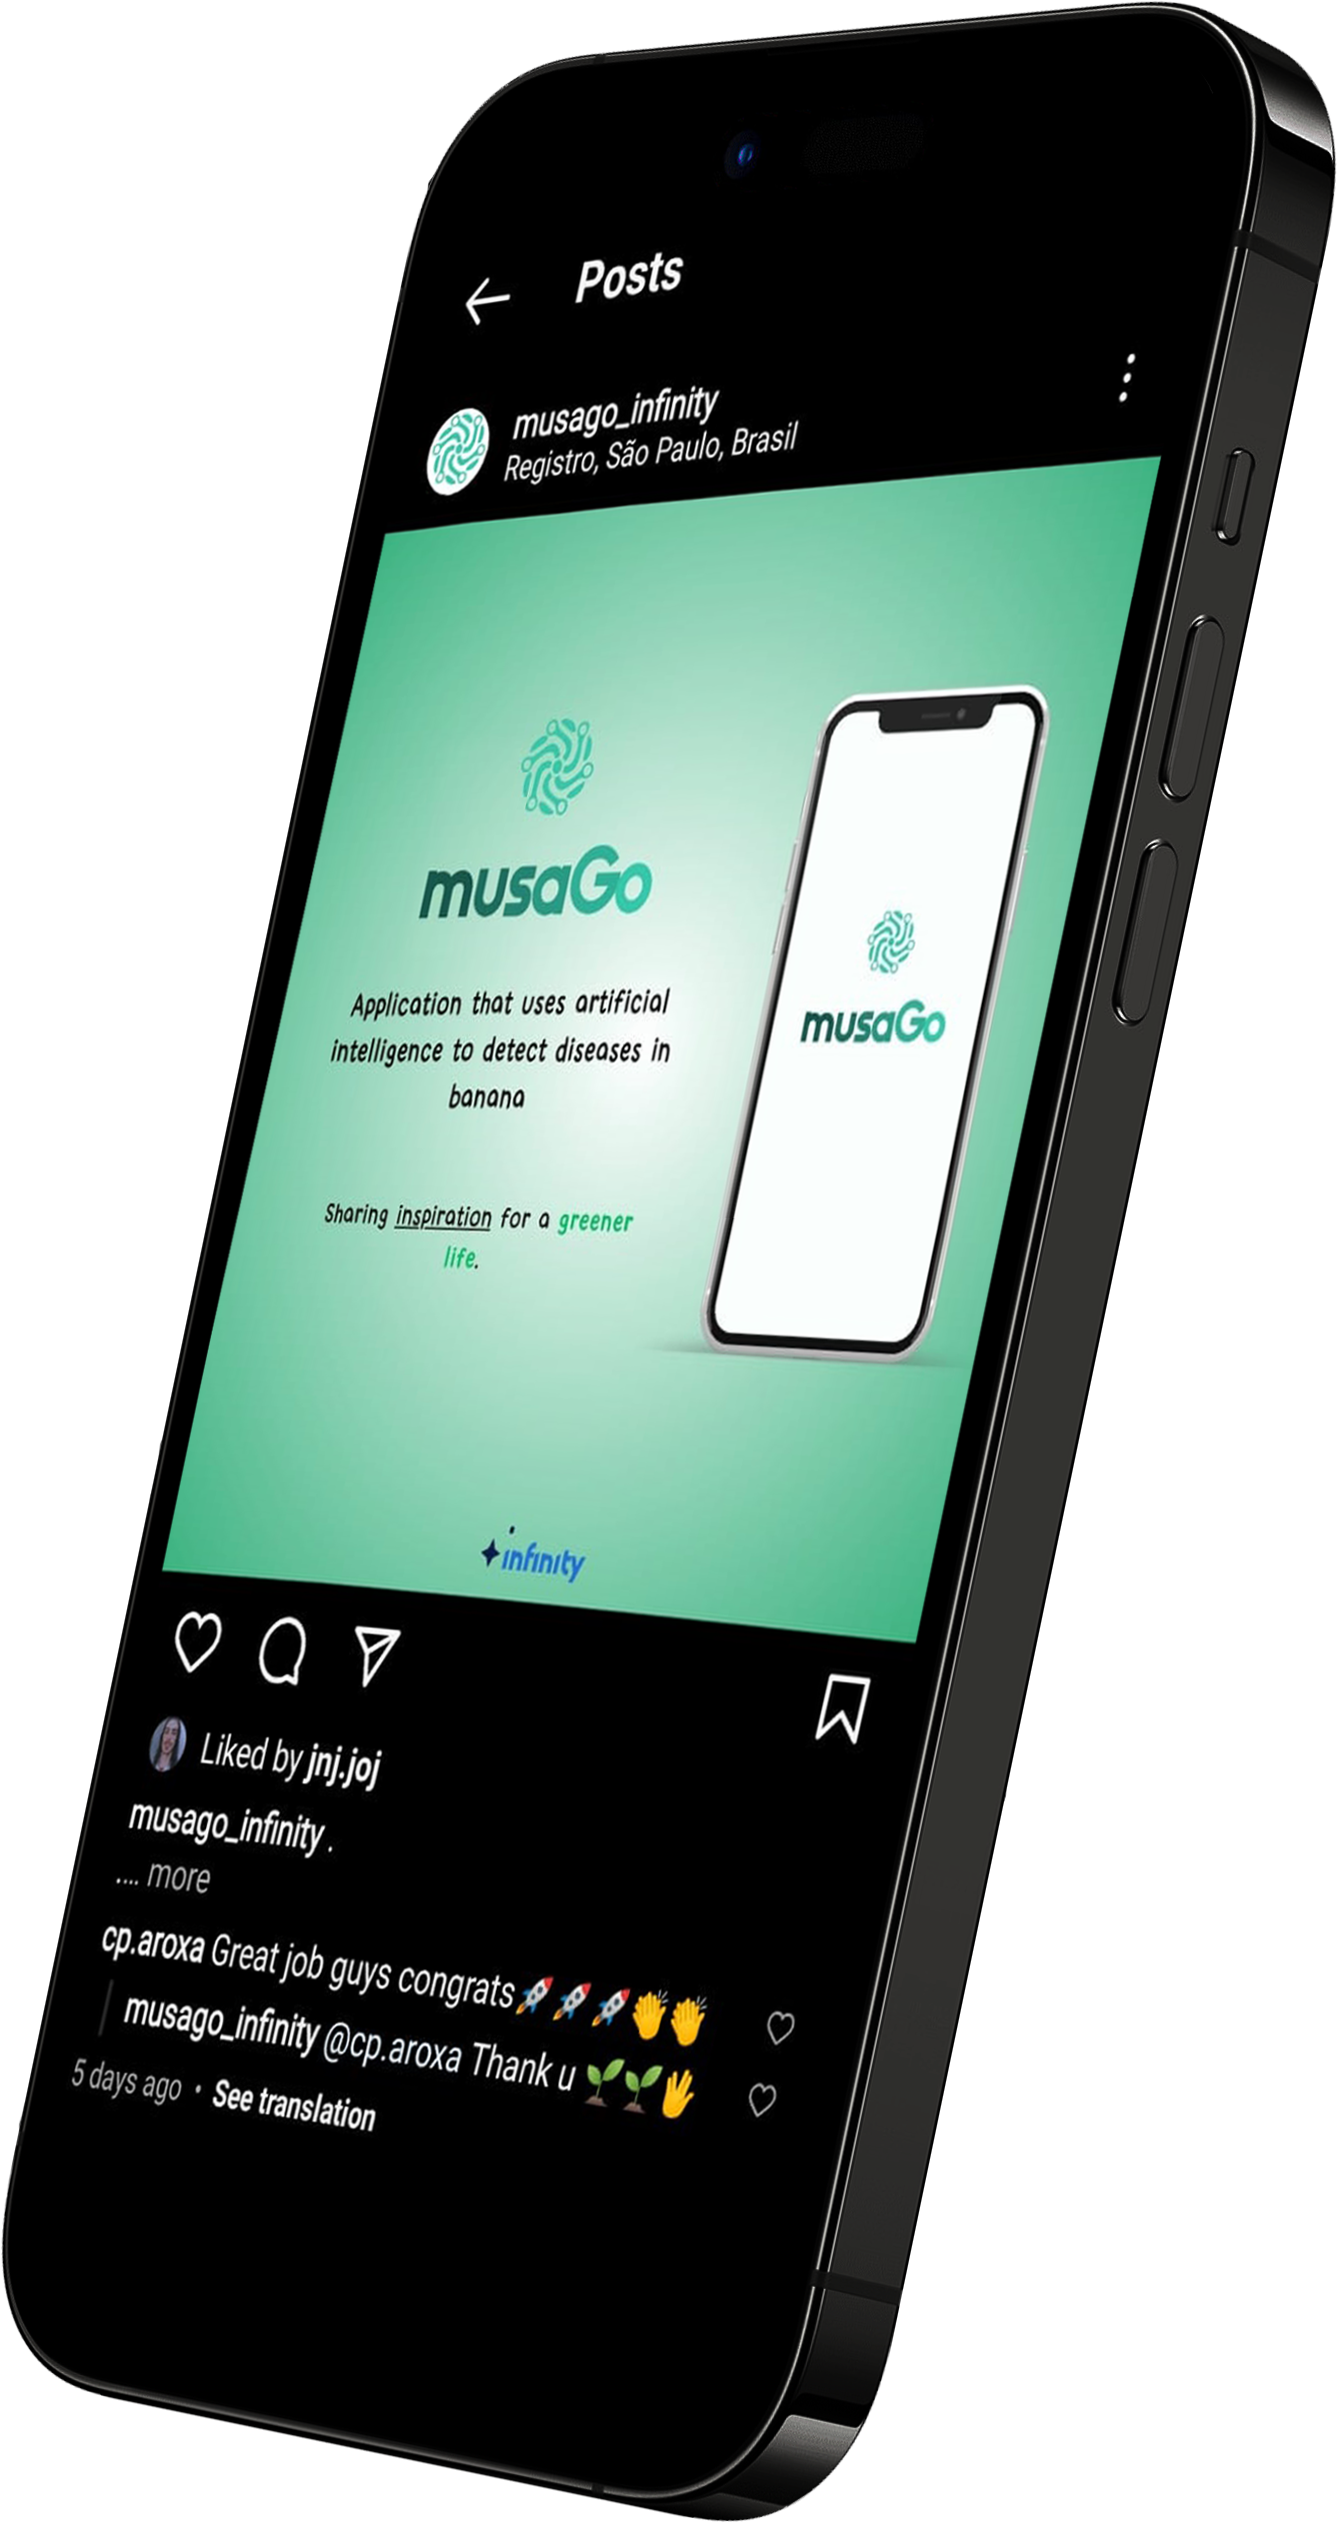 Posts
musago_infinity
Registro, São Paulo, Brasil
musaGo
Application that uses artificial
intelligence to detect diseases in
banana
Sharing inspiration for a greener
life.
musaGo
infinity
Liked by jnj.joj
musago_infinity .
.... more
cp.aroxa Great job guys congrats🚀🚀🚀👏👏
musago_infinity @cp.aroxa Thank u 🌱🌱🖖
5 days ago • See translation